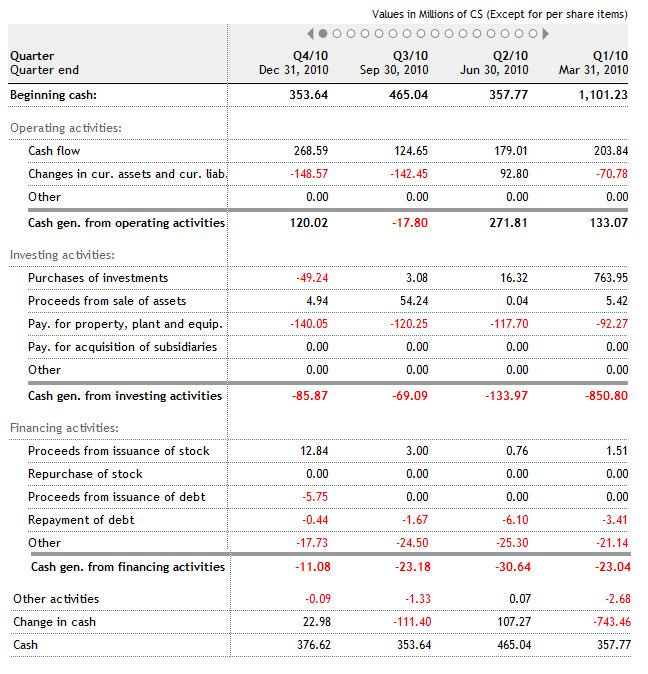 Values in Millions of C$ (Except for per share items)
Quarter Q4/10 Q3/10 Q2/10 Q1/10
Quarter end Dec 31, 2010 Sep 30, 2010 Jun 30, 2010 Mar 31, 2010
Beginning cash: 353.64 465.04 357.77 1,101.23
Operating activities:
Cash flow 268.59 124.65 179.01 203.84
Changes in cur. assets and cur. liab. -148.57 -142.45 92.80 -70.78
Other 0.00 0.00 0.00 0.00
Cash gen. from operating activities 120.02 -17.80 271.81 133.07
Investing activities:
Purchases of investments -49.24 3.08 16.32 763.95
Proceeds from sale of assets 4.94 54.24 0.04 5.42
Pay. for property, plant and equip. -140.05 -120.25 -117.70 -92.27
Pay. for acquisition of subsidiaries 0.00 0.00 0.00 0.00
Other 0.00 0.00 0.00 0.00
Cash gen. from investing activities -85.87 -69.09 -133.97 -850.80
Financing activities:
Proceeds from issuance of stock 12.84 3.00 0.76 1.51
Repurchase of stock 0.00 0.00 0.00 0.00
Proceeds from issuance of debt -5.75 0.00 0.00 0.00
Repayment of debt -0.44 -1.67 -6.10 -3.41
Other -17.73 -24.50 -25.30 -21.14
Cash gen. from financing activities -11.08 -23.18 -30.64 -23.04
Other activities -0.09 -1.33 0.07 -2.68
Change in cash 22.98 -111.40 107.27 -743.46
Cash 376.62 353.64 465.04 357.77